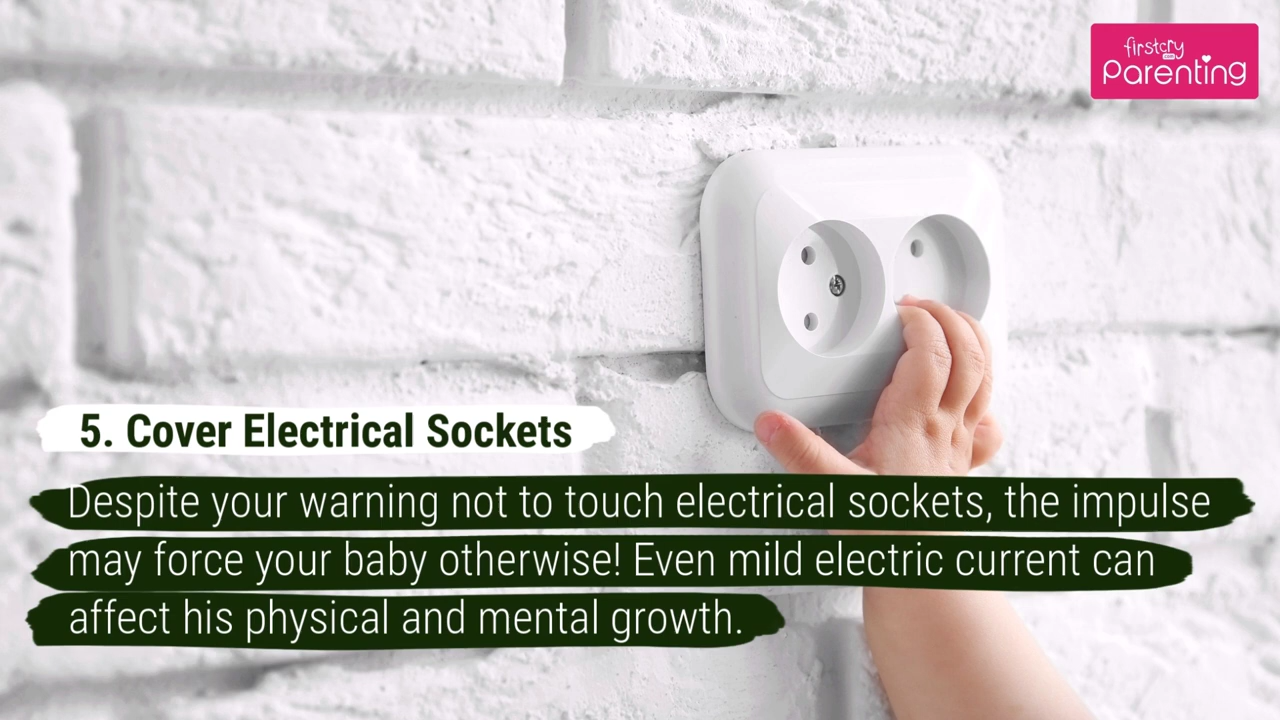 firstcry
.com
Parenting
5. Cover Electrical Sockets
Despite your warning not to touch electrical sockets, the impulse
may force your baby otherwise! Even mild electric current can
affect his physical and mental growth.